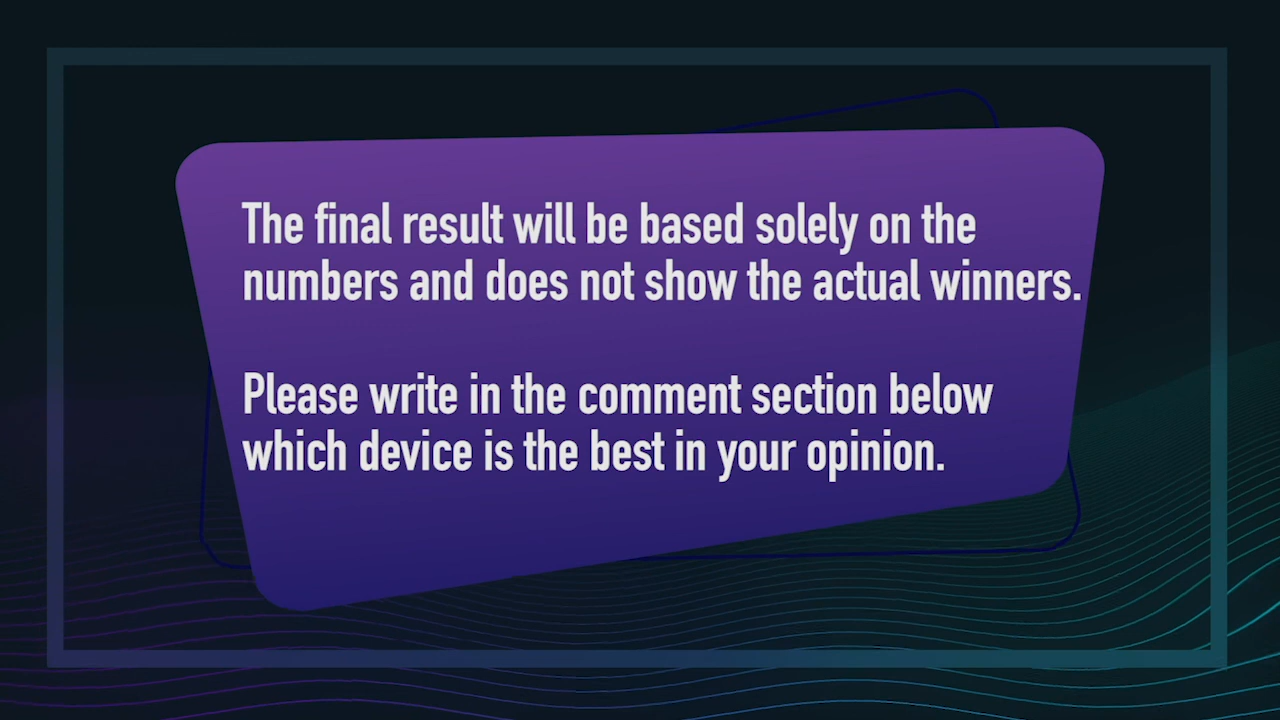 The final result will be based solely on the
numbers and does not show the actual winners.
Please write in the comment section below
which device is the best in your opinion.